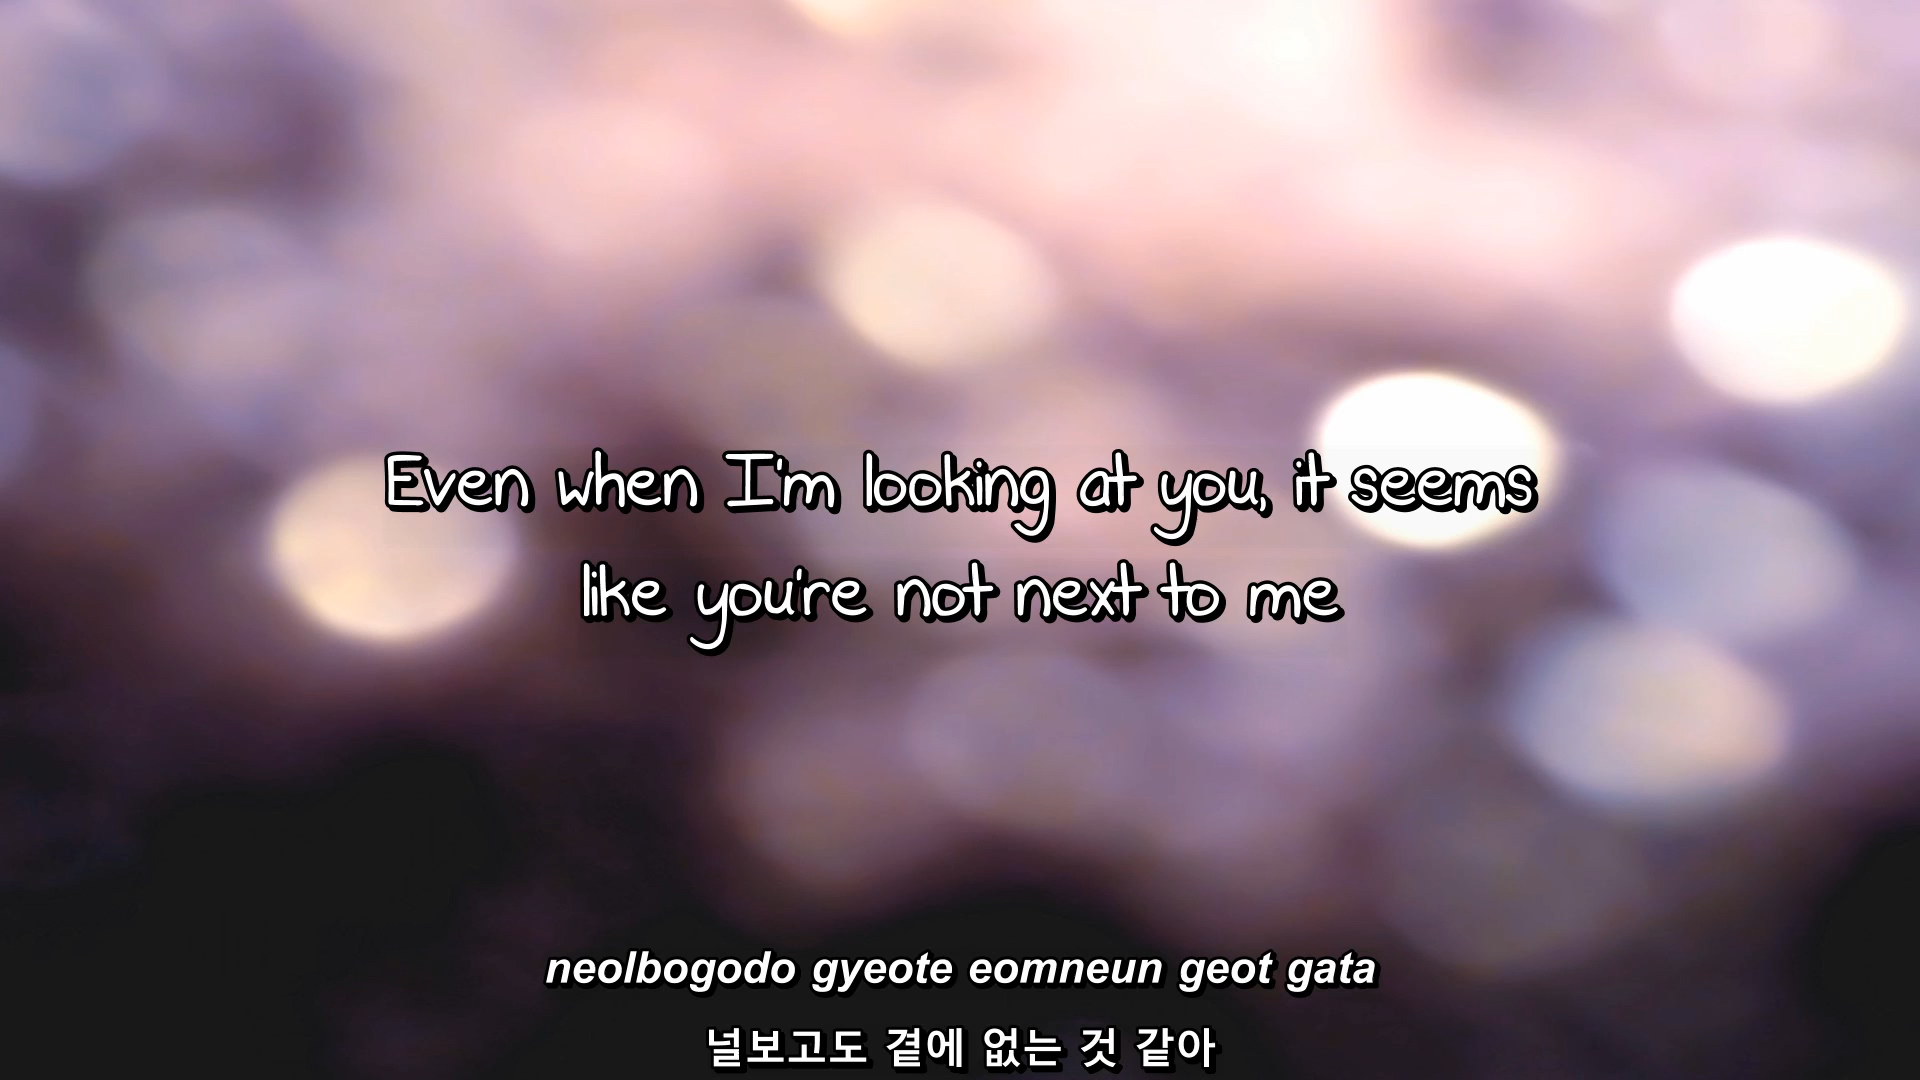 Even when I'm looking at you, it seems
like you're not next to me
neolbogodo gyeote eomneun geot gata
널보고도 곁에 없는 것 같아